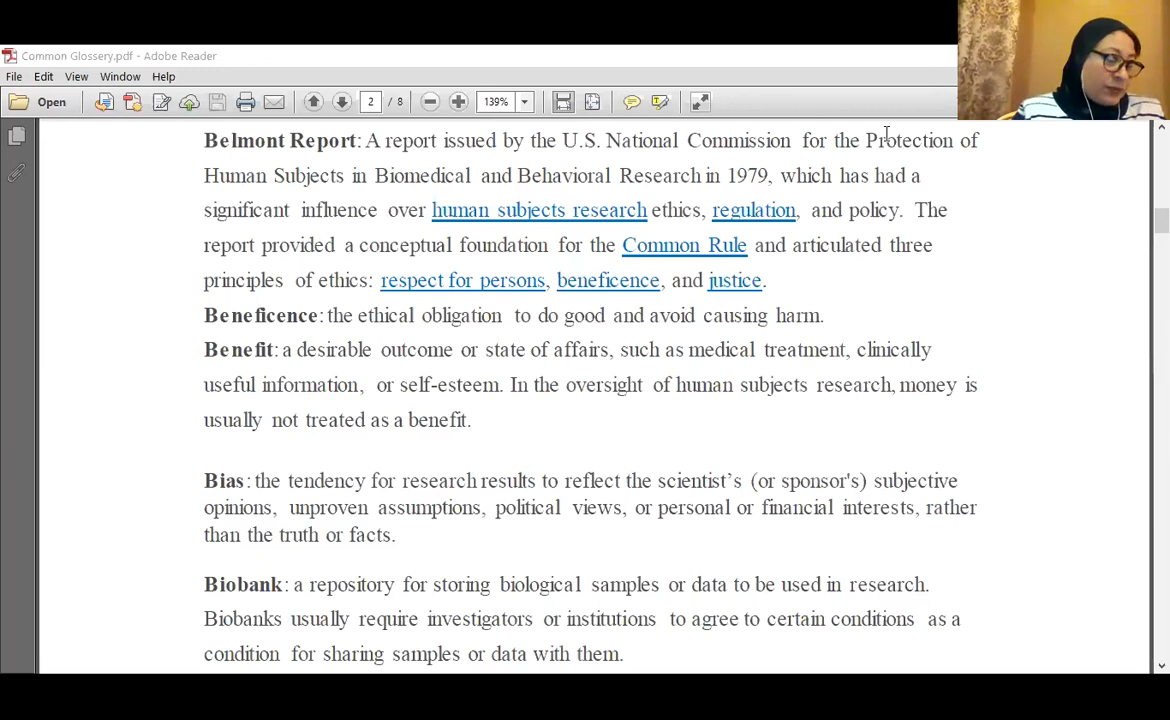 Common Glossery.pdf - Adobe Reader
File Edit View Window Help
Open 2 / 8 139%
Belmont Report: A report issued by the U.S. National Commission for the Protection of
Human Subjects in Biomedical and Behavioral Research in 1979, which has had a
significant influence over human subjects research ethics, regulation, and policy. The
report provided a conceptual foundation for the Common Rule and articulated three
principles of ethics: respect for persons, beneficence, and justice.
Beneficence: the ethical obligation to do good and avoid causing harm.
Benefit: a desirable outcome or state of affairs, such as medical treatment, clinically
useful information, or self-esteem. In the oversight of human subjects research, money is
usually not treated as a benefit.
Bias: the tendency for research results to reflect the scientist’s (or sponsor's) subjective
opinions, unproven assumptions, political views, or personal or financial interests, rather
than the truth or facts.
Biobank: a repository for storing biological samples or data to be used in research.
Biobanks usually require investigators or institutions to agree to certain conditions as a
condition for sharing samples or data with them.